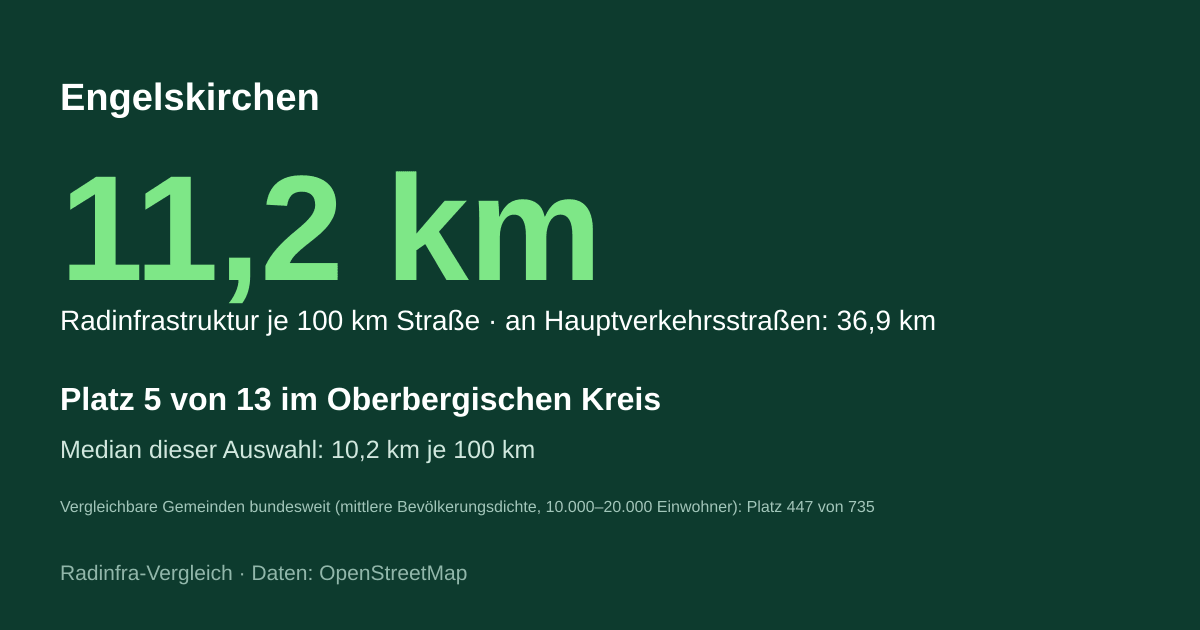 Engelskirchen
11,2 km
Radinfrastruktur je 100 km Straße · an Hauptverkehrsstraßen: 36,9 km
Platz 5 von 13 im Oberbergischen Kreis
Median dieser Auswahl: 10,2 km je 100 km
Vergleichbare Gemeinden bundesweit (mittlere Bevölkerungsdichte, 10.000–20.000 Einwohner): Platz 447 von 735
Radinfra-Vergleich · Daten: OpenStreetMap